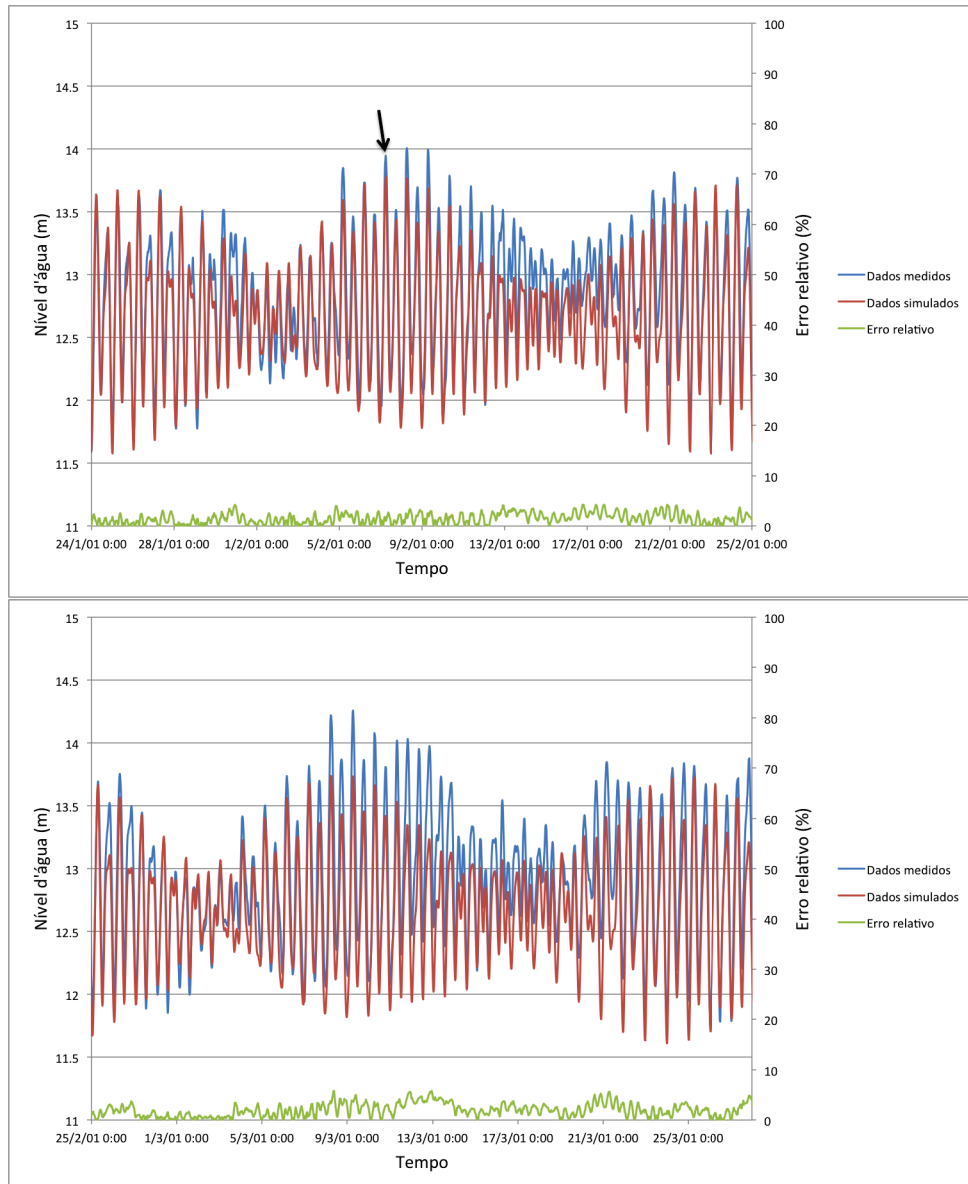 15
14.5
14
13.5
13
12.5
12
11.5
11
Nível d'água (m)
100
90
80
70
60
50
40
30
20
10
0
Erro relativo (%)
24/1/01 0:00 28/1/01 0:00 1/2/01 0:00 5/2/01 0:00 9/2/01 0:00 13/2/01 0:00 17/2/01 0:00 21/2/01 0:00 25/2/01 0:00
Tempo
Dados medidos
Dados simulados
Erro relativo
15
14.5
14
13.5
13
12.5
12
11.5
11
Nível d'água (m)
100
90
80
70
60
50
40
30
20
10
0
Erro relativo (%)
25/2/01 0:00 1/3/01 0:00 5/3/01 0:00 9/3/01 0:00 13/3/01 0:00 17/3/01 0:00 21/3/01 0:00 25/3/01 0:00
Tempo
Dados medidos
Dados simulados
Erro relativo